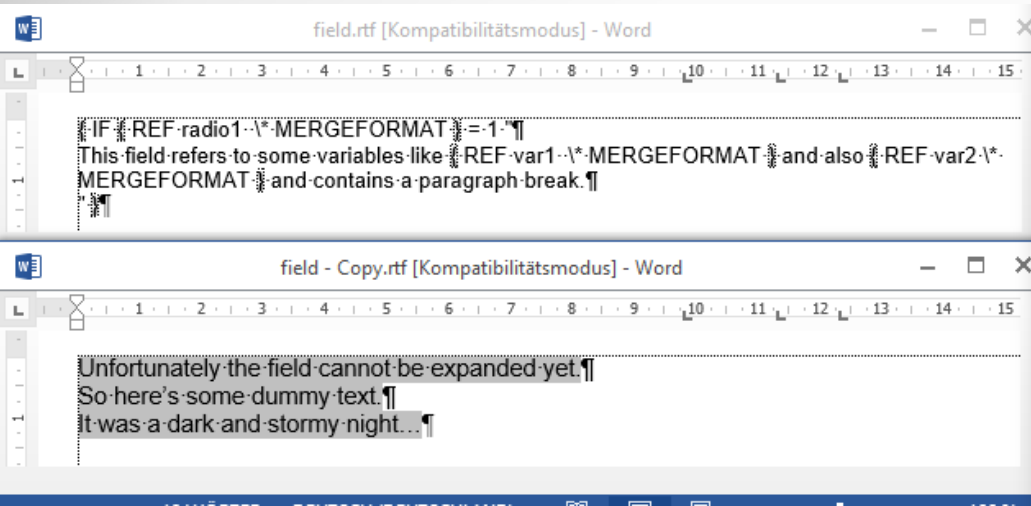 field.rtf [Kompatibilitätsmodus] - Word
L 1 2 3 4 5 6 7 8 9 10 11 12 13 14 15
{ IF { REF radio1 \* MERGEFORMAT } = 1 "¶
This field refers to some variables like { REF var1 \* MERGEFORMAT } and also { REF var2 \*
MERGEFORMAT } and contains a paragraph break.¶
" }¶
1
field - Copy.rtf [Kompatibilitätsmodus] - Word
L 1 2 3 4 5 6 7 8 9 10 11 12 13 14 15
Unfortunately the field cannot be expanded yet.¶
So here’s some dummy text.¶
It was a dark and stormy night…¶
1